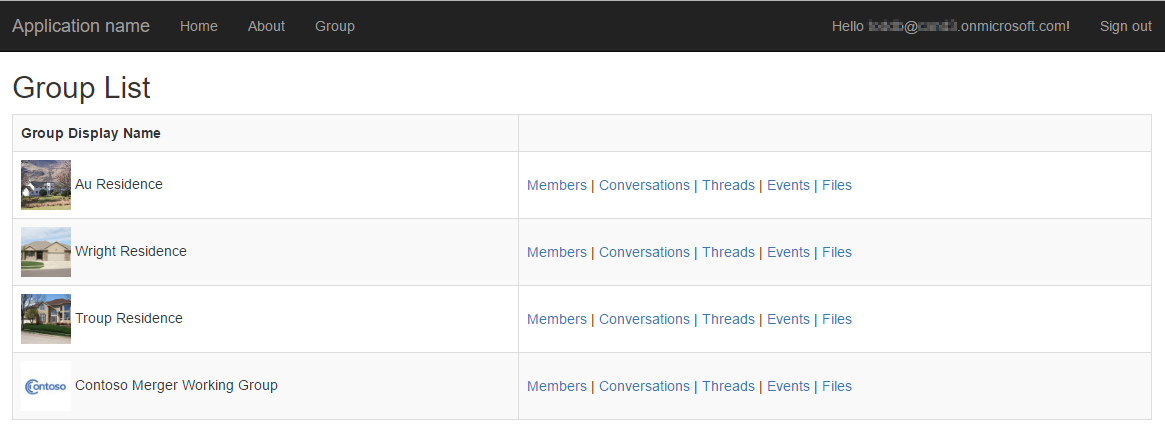 Application name Home About Group Hello @.onmicrosoft.com! Sign out
Group List
Group Display Name
Au Residence Members | Conversations | Threads | Events | Files
Wright Residence Members | Conversations | Threads | Events | Files
Troup Residence Members | Conversations | Threads | Events | Files
Contoso Contoso Merger Working Group Members | Conversations | Threads | Events | Files